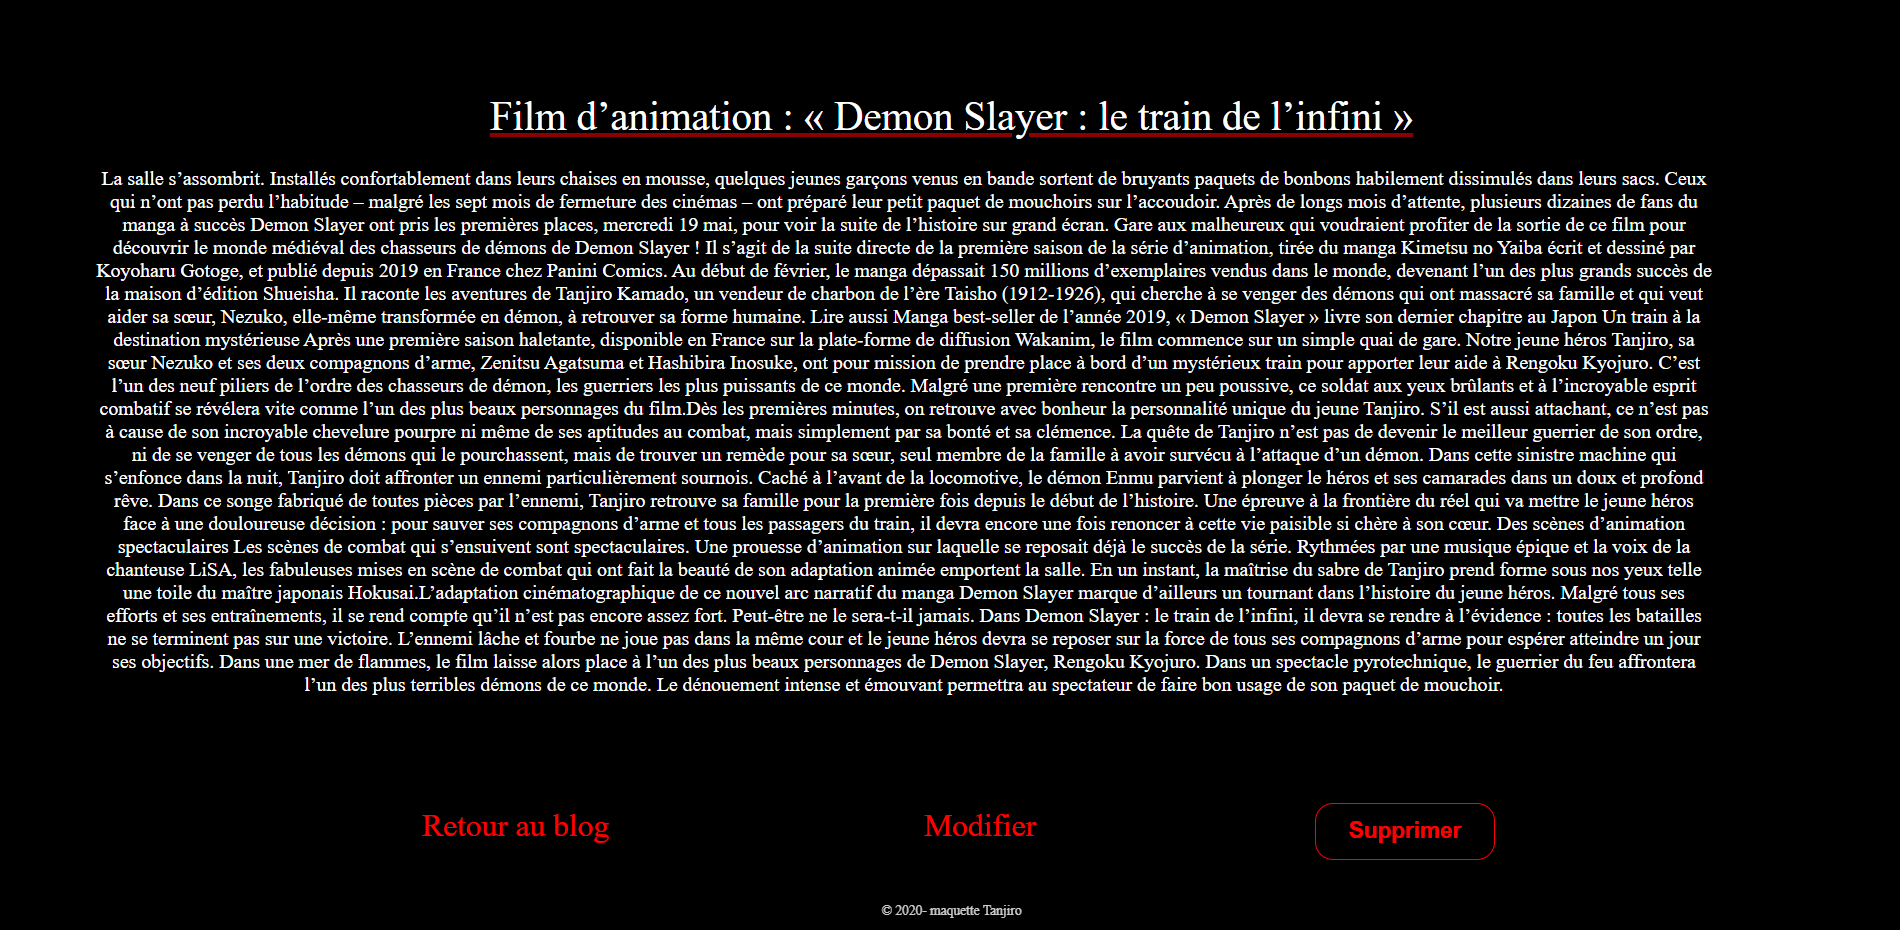 Film d’animation : « Demon Slayer : le train de l’infini »
La salle s’assombrit. Installés confortablement dans leurs chaises en mousse, quelques jeunes garçons venus en bande sortent de bruyants paquets de bonbons habilement dissimulés dans leurs sacs. Ceux
qui n’ont pas perdu l’habitude – malgré les sept mois de fermeture des cinémas – ont préparé leur petit paquet de mouchoirs sur l’accoudoir. Après de longs mois d’attente, plusieurs dizaines de fans du
manga à succès Demon Slayer ont pris les premières places, mercredi 19 mai, pour voir la suite de l’histoire sur grand écran. Gare aux malheureux qui voudraient profiter de la sortie de ce film pour
découvrir le monde médiéval des chasseurs de démons de Demon Slayer ! Il s’agit de la suite directe de la première saison de la série d’animation, tirée du manga Kimetsu no Yaiba écrit et dessiné par
Koyoharu Gotoge, et publié depuis 2019 en France chez Panini Comics. Au début de février, le manga dépassait 150 millions d’exemplaires vendus dans le monde, devenant l’un des plus grands succès de
la maison d’édition Shueisha. Il raconte les aventures de Tanjiro Kamado, un vendeur de charbon de l’ère Taisho (1912-1926), qui cherche à se venger des démons qui ont massacré sa famille et qui veut
aider sa sœur, Nezuko, elle-même transformée en démon, à retrouver sa forme humaine. Lire aussi Manga best-seller de l’année 2019, « Demon Slayer » livre son dernier chapitre au Japon Un train à la
destination mystérieuse Après une première saison haletante, disponible en France sur la plate-forme de diffusion Wakanim, le film commence sur un simple quai de gare. Notre jeune héros Tanjiro, sa
sœur Nezuko et ses deux compagnons d’arme, Zenitsu Agatsuma et Hashibira Inosuke, ont pour mission de prendre place à bord d’un mystérieux train pour apporter leur aide à Rengoku Kyojuro. C’est
l’un des neuf piliers de l’ordre des chasseurs de démon, les guerriers les plus puissants de ce monde. Malgré une première rencontre un peu poussive, ce soldat aux yeux brûlants et à l’incroyable esprit
combatif se révélera vite comme l’un des plus beaux personnages du film.Dès les premières minutes, on retrouve avec bonheur la personnalité unique du jeune Tanjiro. S’il est aussi attachant, ce n’est pas
à cause de son incroyable chevelure pourpre ni même de ses aptitudes au combat, mais simplement par sa bonté et sa clémence. La quête de Tanjiro n’est pas de devenir le meilleur guerrier de son ordre,
ni de se venger de tous les démons qui le pourchassent, mais de trouver un remède pour sa sœur, seul membre de la famille à avoir survécu à l’attaque d’un démon. Dans cette sinistre machine qui
s’enfonce dans la nuit, Tanjiro doit affronter un ennemi particulièrement sournois. Caché à l’avant de la locomotive, le démon Enmu parvient à plonger le héros et ses camarades dans un doux et profond
rêve. Dans ce songe fabriqué de toutes pièces par l’ennemi, Tanjiro retrouve sa famille pour la première fois depuis le début de l’histoire. Une épreuve à la frontière du réel qui va mettre le jeune héros
face à une douloureuse décision : pour sauver ses compagnons d’arme et tous les passagers du train, il devra encore une fois renoncer à cette vie paisible si chère à son cœur. Des scènes d’animation
spectaculaires Les scènes de combat qui s’ensuivent sont spectaculaires. Une prouesse d’animation sur laquelle se reposait déjà le succès de la série. Rythmées par une musique épique et la voix de la
chanteuse LiSA, les fabuleuses mises en scène de combat qui ont fait la beauté de son adaptation animée emportent la salle. En un instant, la maîtrise du sabre de Tanjiro prend forme sous nos yeux telle
une toile du maître japonais Hokusai.L’adaptation cinématographique de ce nouvel arc narratif du manga Demon Slayer marque d’ailleurs un tournant dans l’histoire du jeune héros. Malgré tous ses
efforts et ses entraînements, il se rend compte qu’il n’est pas encore assez fort. Peut-être ne le sera-t-il jamais. Dans Demon Slayer : le train de l’infini, il devra se rendre à l’évidence : toutes les batailles
ne se terminent pas sur une victoire. L’ennemi lâche et fourbe ne joue pas dans la même cour et le jeune héros devra se reposer sur la force de tous ses compagnons d’arme pour espérer atteindre un jour
ses objectifs. Dans une mer de flammes, le film laisse alors place à l’un des plus beaux personnages de Demon Slayer, Rengoku Kyojuro. Dans un spectacle pyrotechnique, le guerrier du feu affrontera
l’un des plus terribles démons de ce monde. Le dénouement intense et émouvant permettra au spectateur de faire bon usage de son paquet de mouchoir.
Retour au blog
Modifier
Supprimer
© 2020- maquette Tanjiro